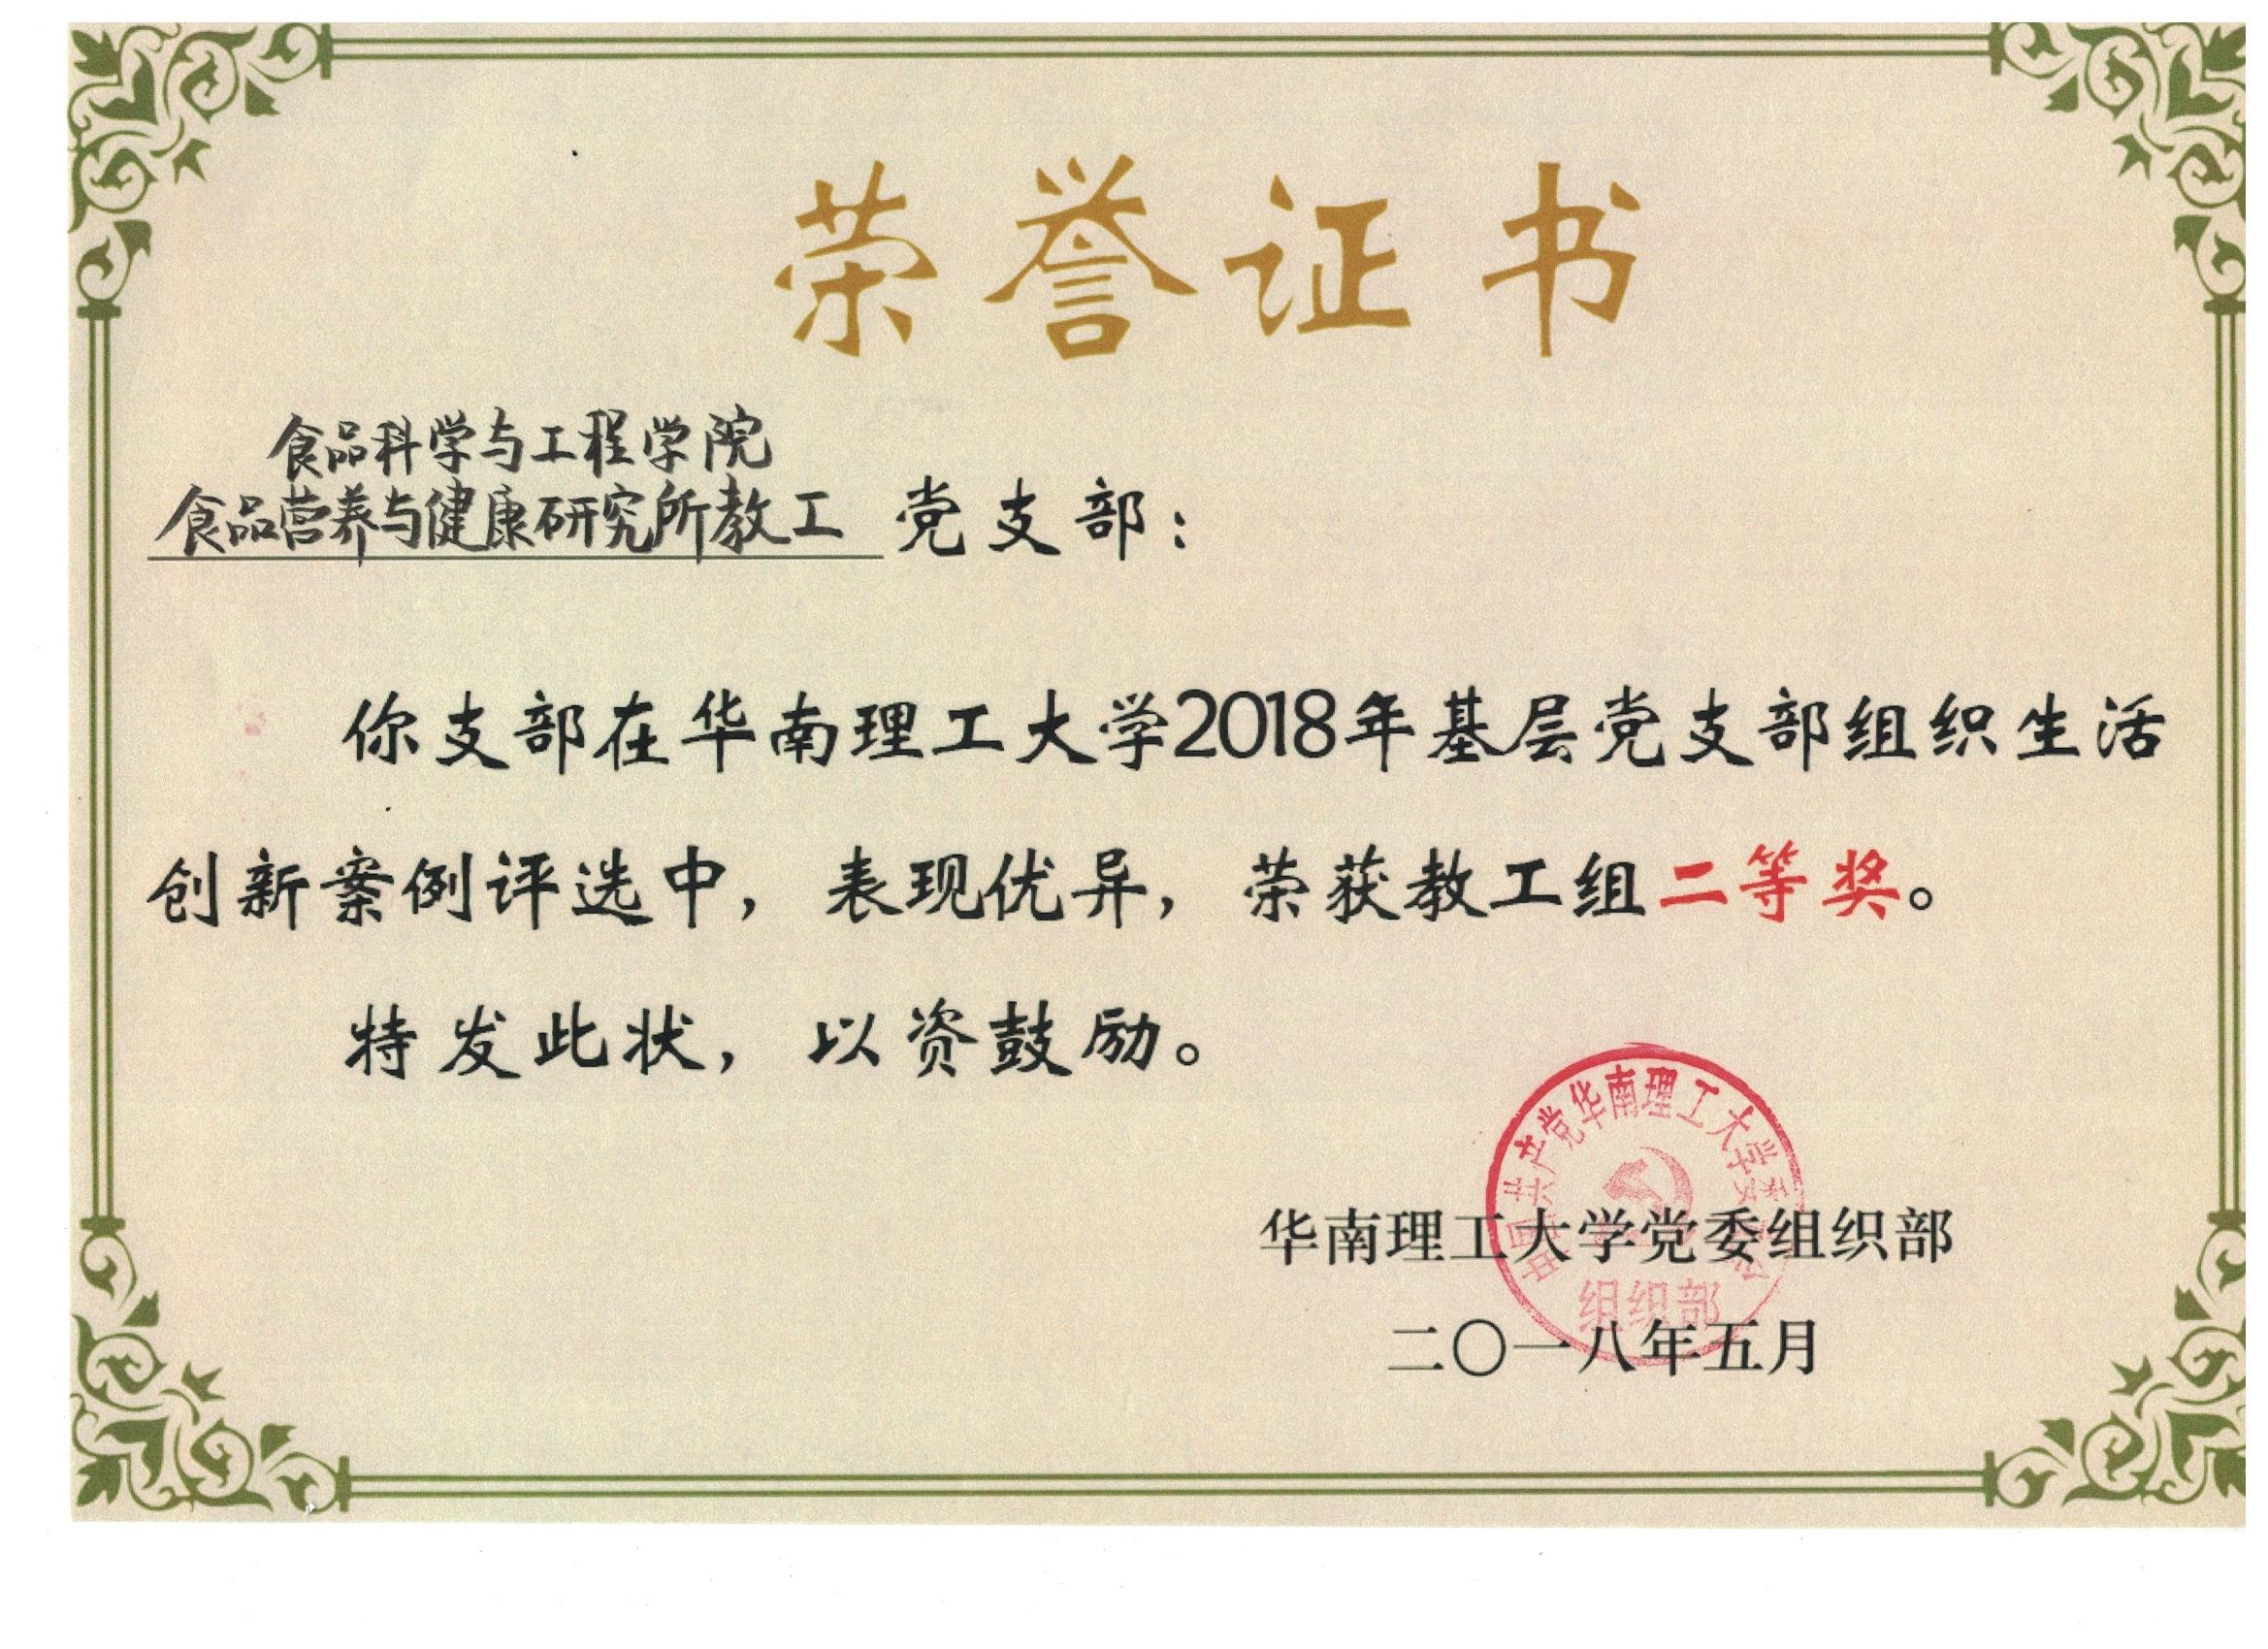 荣誉证书
食品科学与工程学院
食品营养与健康研究所教工 党支部：
你支部在华南理工大学2018年基层党支部组织生活
创新案例评选中，表现优异，荣获教工组二等奖。
特发此状，以资鼓励。
中国共产党华南理工大学委员会
组织部
华南理工大学党委组织部
二〇一八年五月